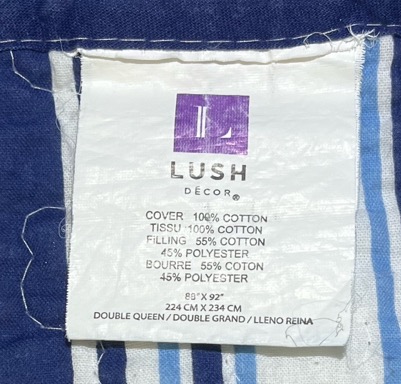 L
LUSH
DÉCOR®
COVER 100% COTTON
TISSU 100% COTTON
FILLING 55% COTTON
45% POLYESTER
BOURRE 55% COTON
45% POLYESTER
88"X 92"
224 CM X 234 CM
DOUBLE QUEEN / DOUBLE GRAND / LLENO REINA